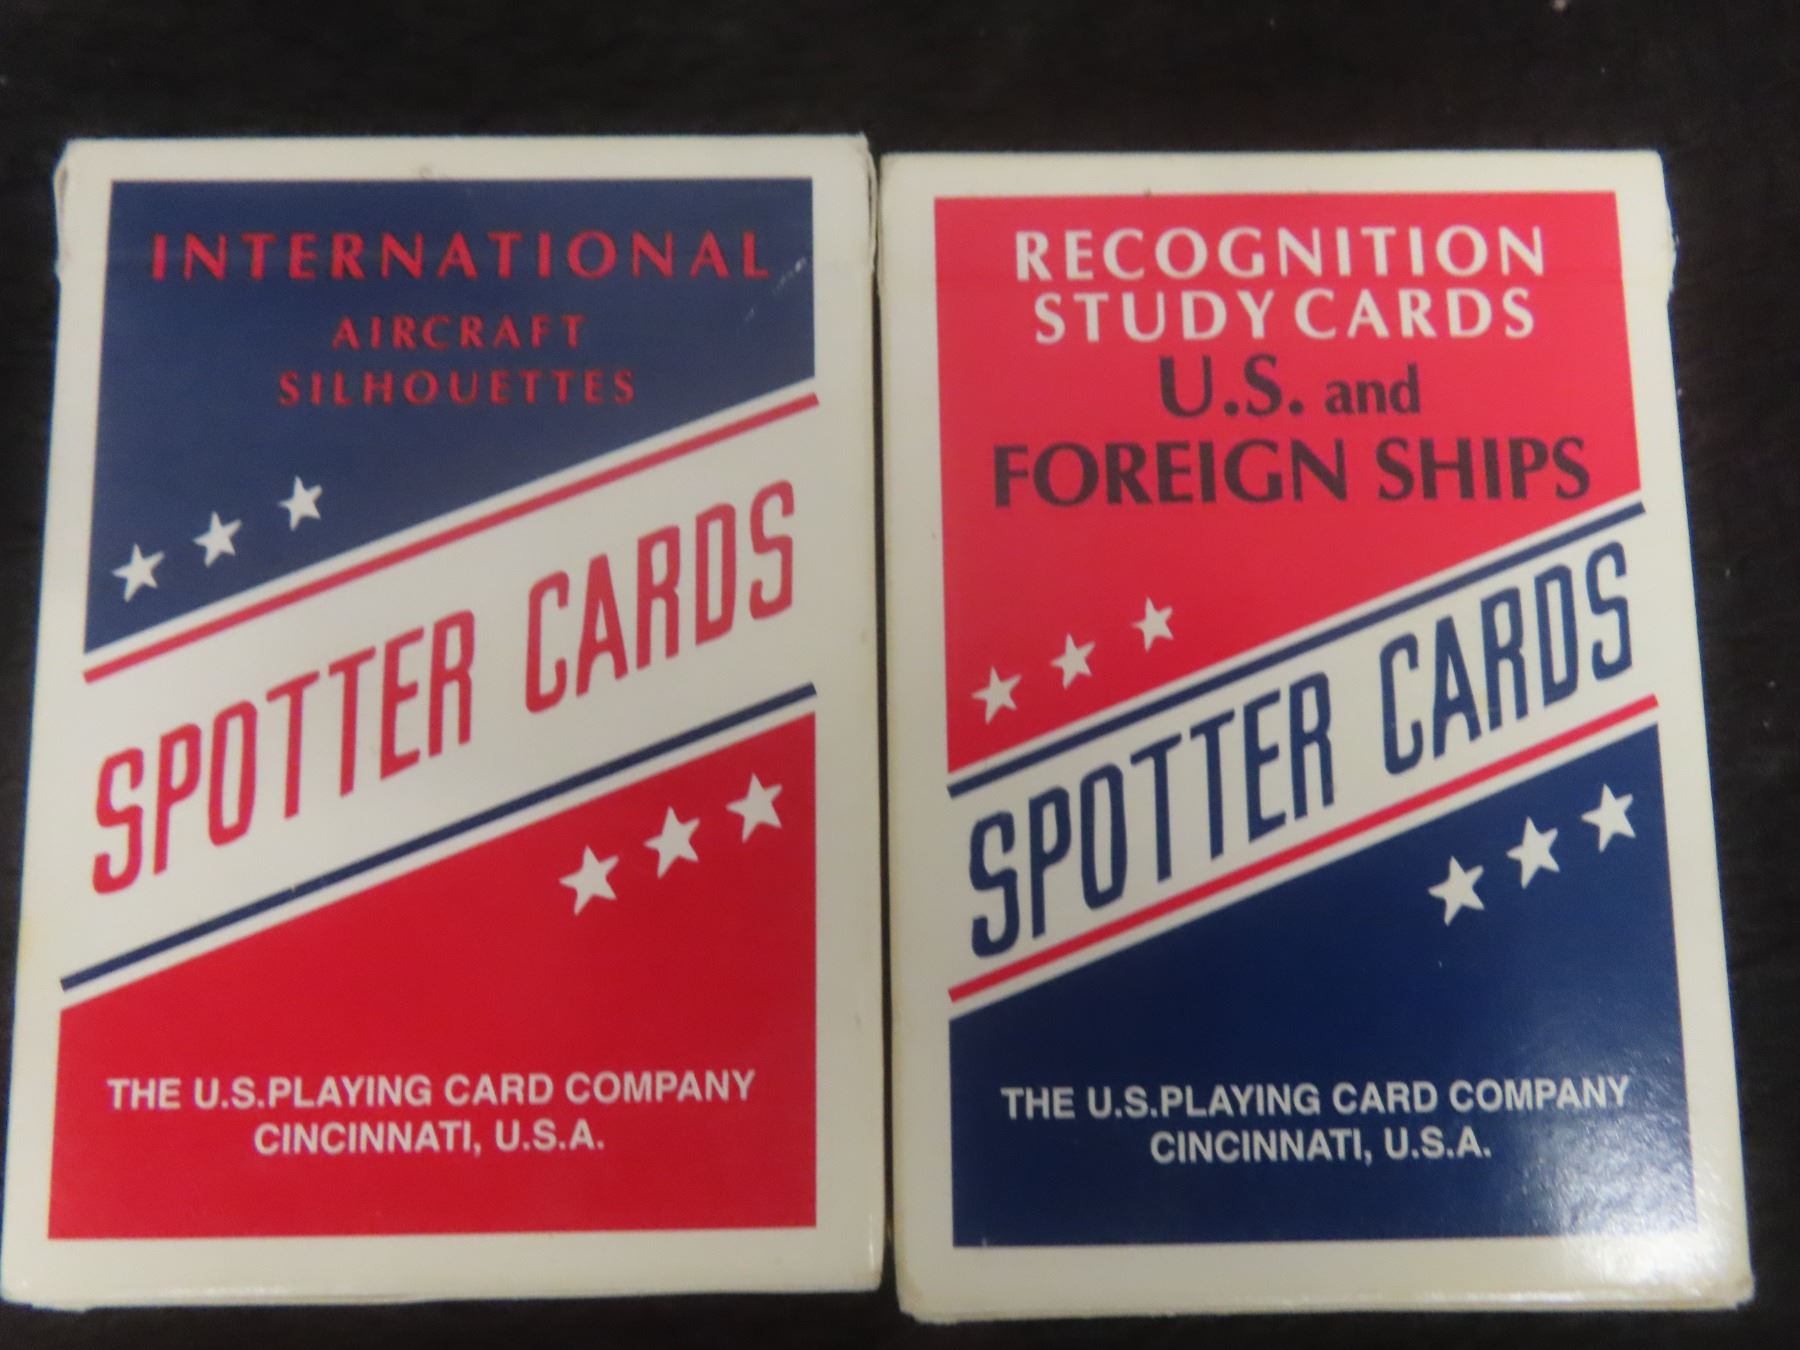 INTERNATIONAL
AIRCRAFT
SILHOUETTES
SPOTTER CARDS
THE U.S.PLAYING CARD COMPANY
CINCINNATI, U.S.A.
RECOGNITION
STUDY CARDS
U.S. and
FOREIGN SHIPS
SPOTTER CARDS
THE U.S.PLAYING CARD COMPANY
CINCINNATI, U.S.A.